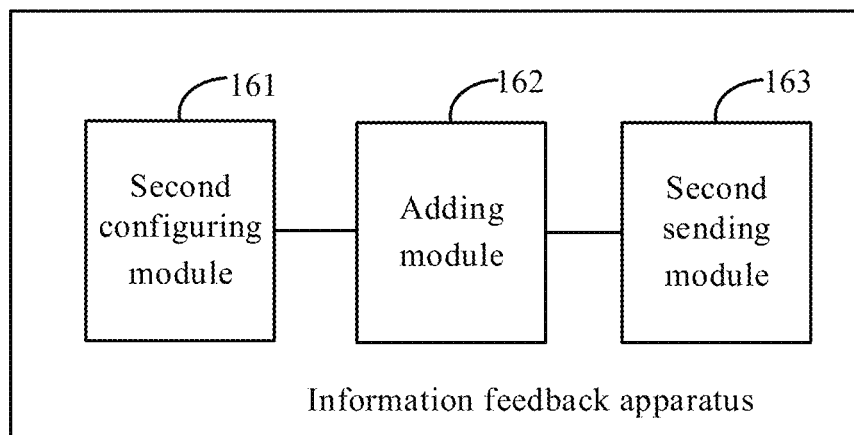 161
162
163
Second
configuring
module
Adding
module
Second
sending
module
Information feedback apparatus